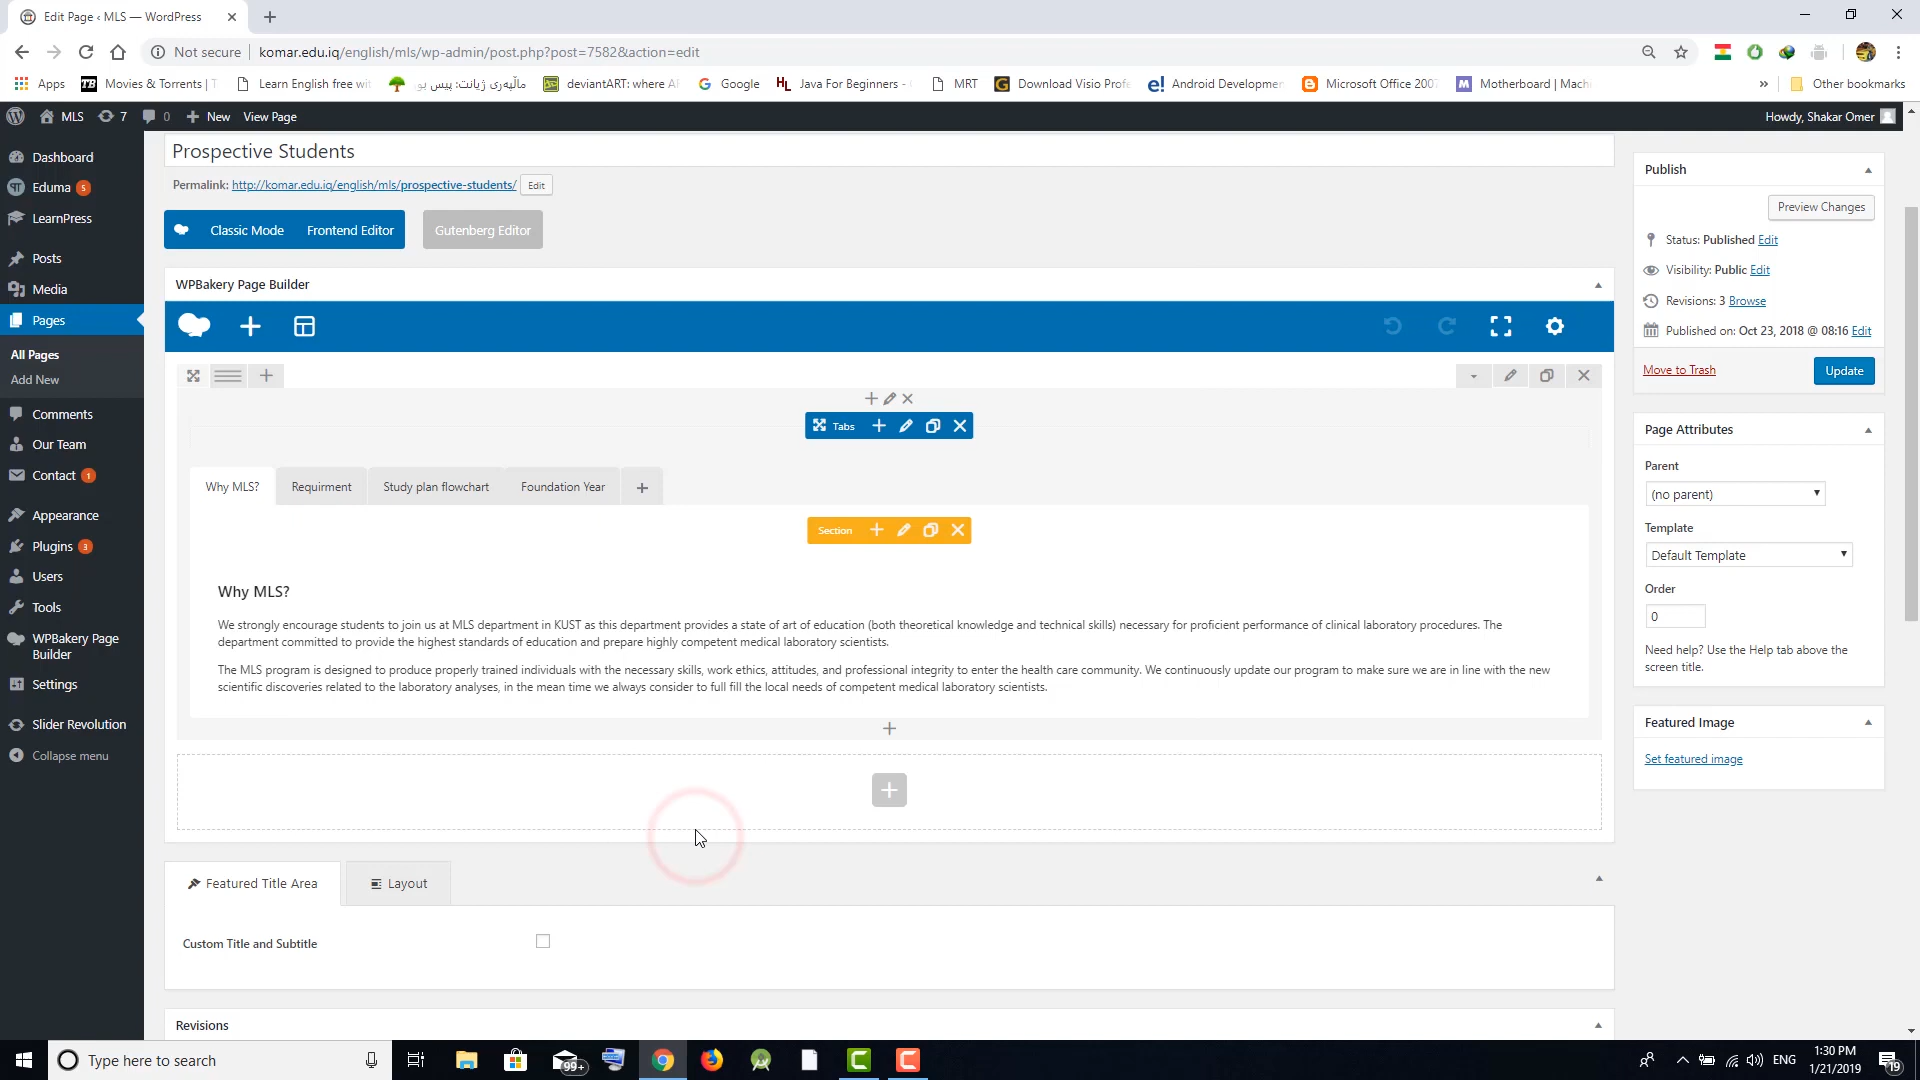 Edit Page ‹ MLS — WordPress
Not secure
komar.edu.iq/english/mls/wp-admin/post.php?post=7582&action=edit
Apps
Movies & Torrents | T
Learn English free wi
deviantART: where A
Google
Java For Beginners -
MRT
Download Visio Profe
Android Developmen
Microsoft Office 2007
Motherboard | Machi
»
Other bookmarks
MLS
7
0
New
View Page
Howdy, Shakar Omer
Dashboard
Eduma 5
LearnPress
Posts
Media
Pages
All Pages
Add New
Comments
Our Team
Contact 1
Appearance
Plugins 3
Users
Tools
WPBakery Page
Builder
Settings
Slider Revolution
Collapse menu
Prospective Students
Permalink: http://komar.edu.iq/english/mls/prospective-students/ Edit
Classic Mode
Frontend Editor
Gutenberg Editor
WPBakery Page Builder
Tabs
Why MLS?
Requirment
Study plan flowchart
Foundation Year
Section
Why MLS?
We strongly encourage students to join us at MLS department in KUST as this department provides a state of art of education (both theoretical knowledge and technical skills) necessary for proficient performance of clinical laboratory procedures. The
department committed to provide the highest standards of education and prepare highly competent medical laboratory scientists.
The MLS program is designed to produce properly trained individuals with the necessary skills, work ethics, attitudes, and professional integrity to enter the health care community. We continuously update our program to make sure we are in line with the new
scientific discoveries related to the laboratory analyses, in the mean time we always consider to full fill the local needs of competent medical laboratory scientists.
Featured Title Area
Layout
Custom Title and Subtitle
Revisions
Publish
Preview Changes
Status: Published Edit
Visibility: Public Edit
Revisions: 3 Browse
Published on: Oct 23, 2018 @ 08:16 Edit
Move to Trash
Update
Page Attributes
Parent
(no parent)
Template
Default Template
Order
0
Need help? Use the Help tab above the
screen title.
Featured Image
Set featured image
Type here to search
99+
ENG
1:30 PM
1/21/2019
19